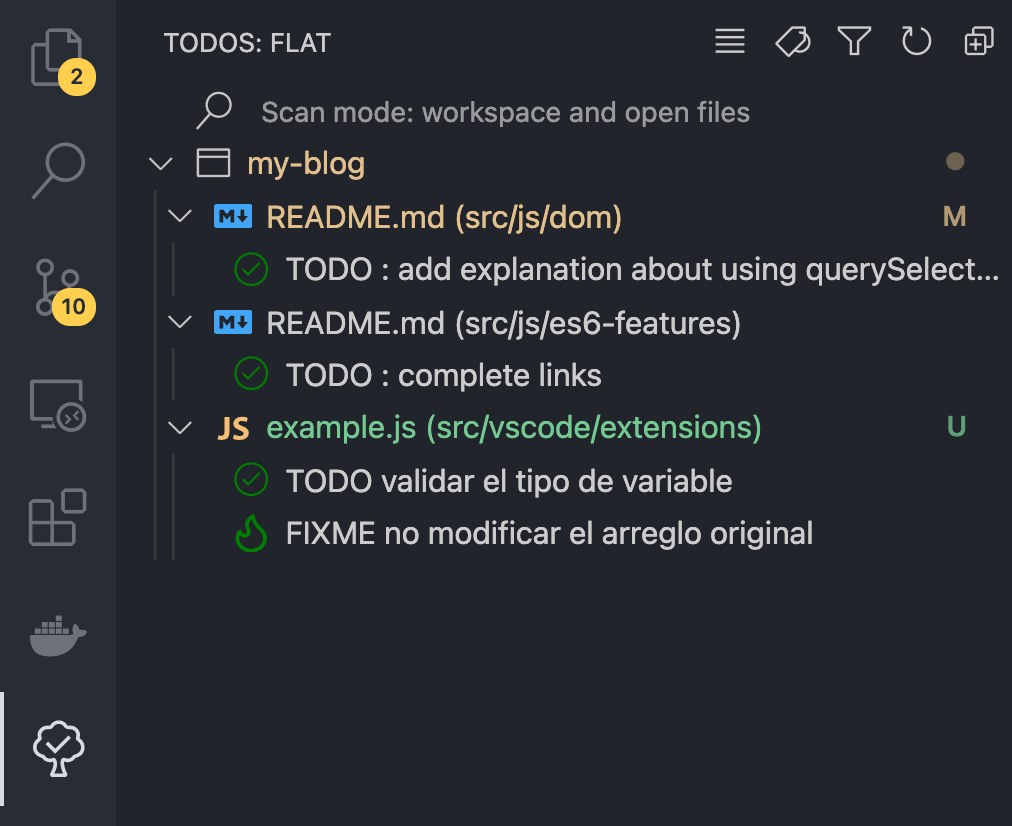 TODOS: FLAT
2
Scan mode: workspace and open files
my-blog
M↓ README.md (src/js/dom) M
TODO : add explanation about using querySelect...
10
M↓ README.md (src/js/es6-features)
TODO : complete links
JS example.js (src/vscode/extensions) U
TODO validar el tipo de variable
FIXME no modificar el arreglo original